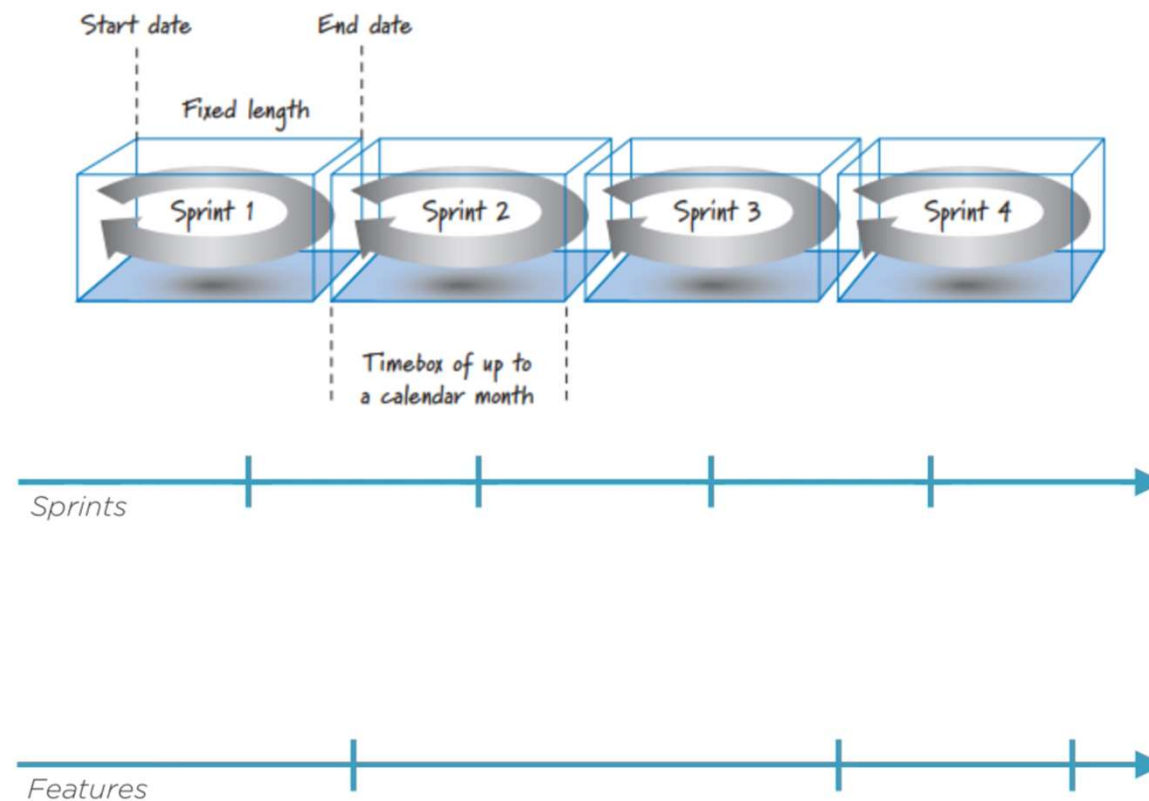 Start date
End date
Fixed length
Sprint 1
Sprint 2
Sprint 3
Sprint 4
Timebox of up to
a calendar month
Sprints
Features